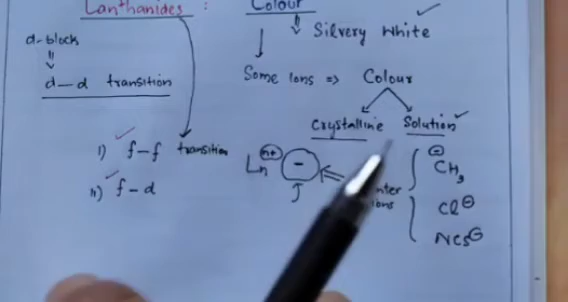 Lanthanides : Colour
d-block
Silvery White
d-d transition
Some Ions ⇒ Colour
Crystalline Solution
i) f-f transition
ii) f-d
Ln n+ -
CH3 ⊖
Cl⊖
NCS⊖